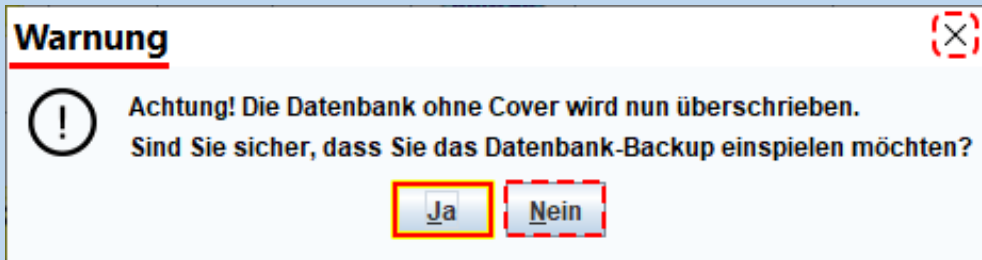 Warnung
Achtung! Die Datenbank ohne Cover wird nun überschrieben.
Sind Sie sicher, dass Sie das Datenbank-Backup einspielen möchten?
Ja Nein